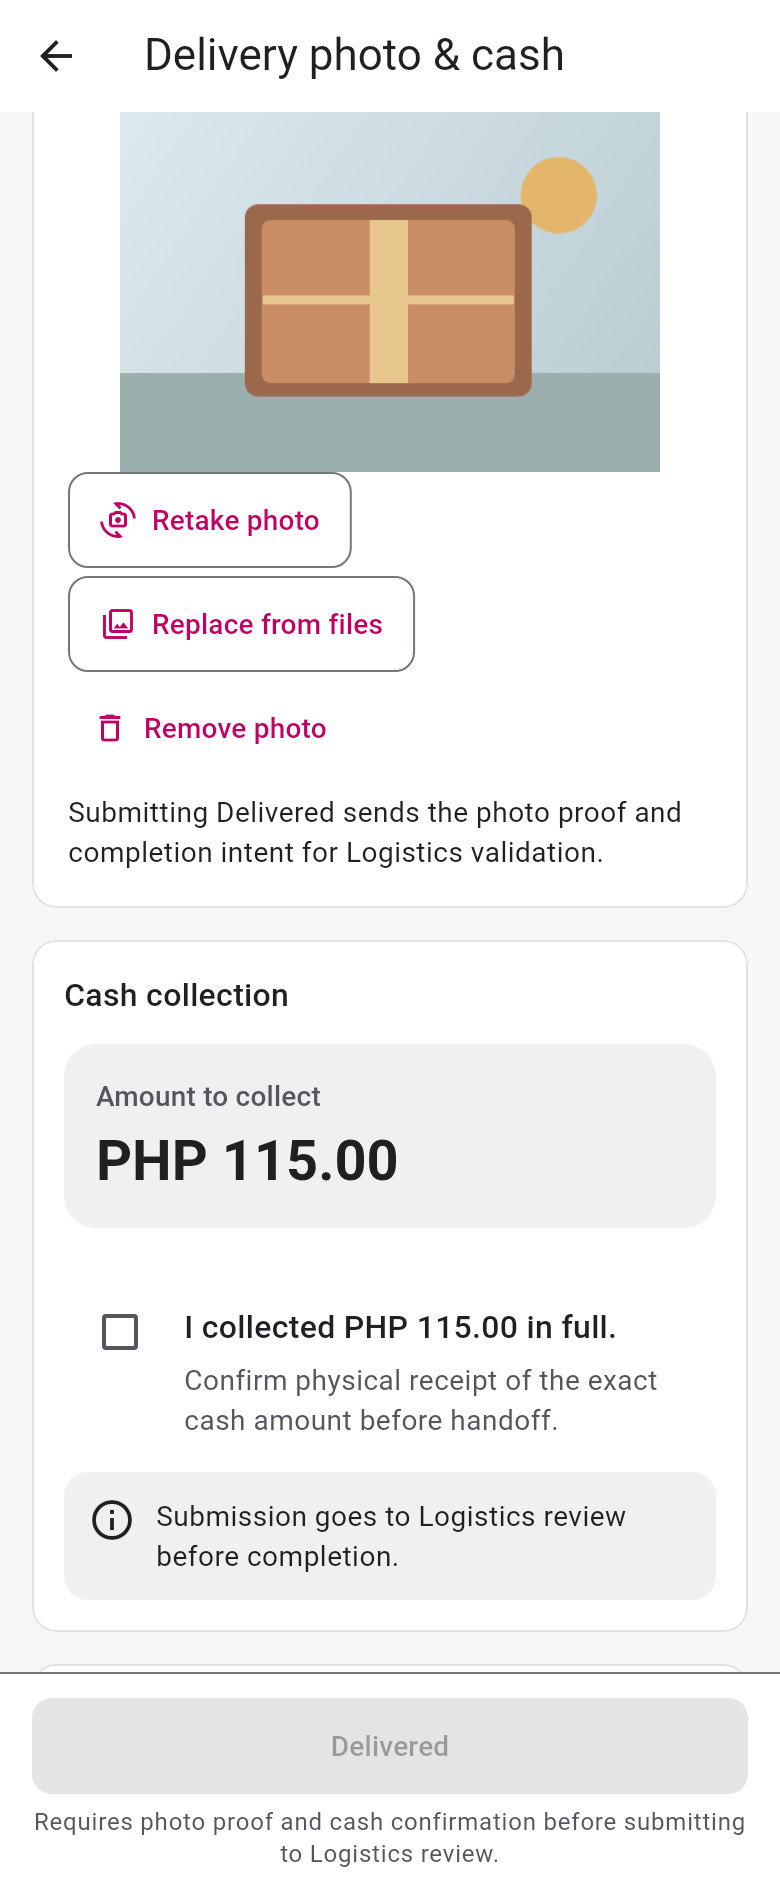 Delivery photo & cash
Retake photo
Replace from files
Remove photo
Submitting Delivered sends the photo proof and
completion intent for Logistics validation.
Cash collection
Amount to collect
PHP 115.00
I collected PHP 115.00 in full.
Confirm physical receipt of the exact
cash amount before handoff.
Submission goes to Logistics review
before completion.
Delivered
Requires photo proof and cash confirmation before submitting
to Logistics review.